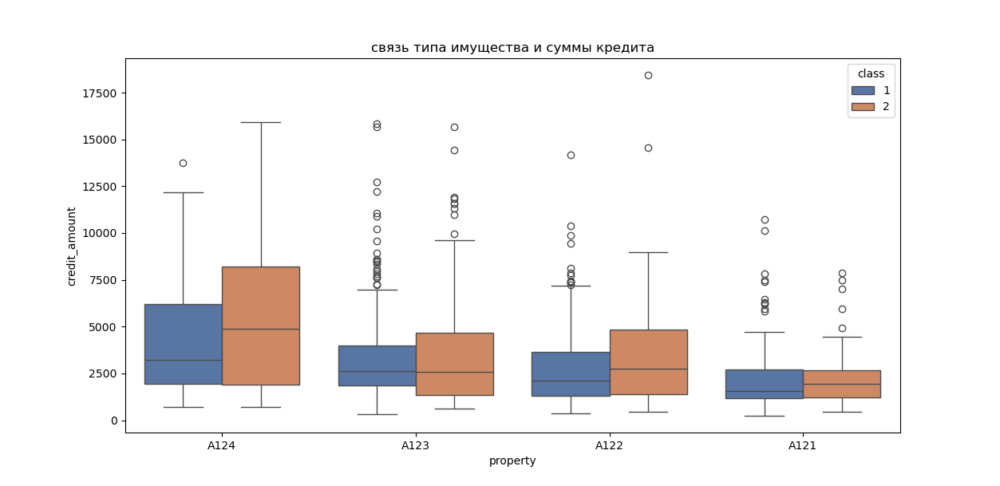 связь типа имущества и суммы кредита
class
1
2
17500
15000
12500
10000
7500
5000
2500
0
credit_amount
A124
A123
A122
A121
property